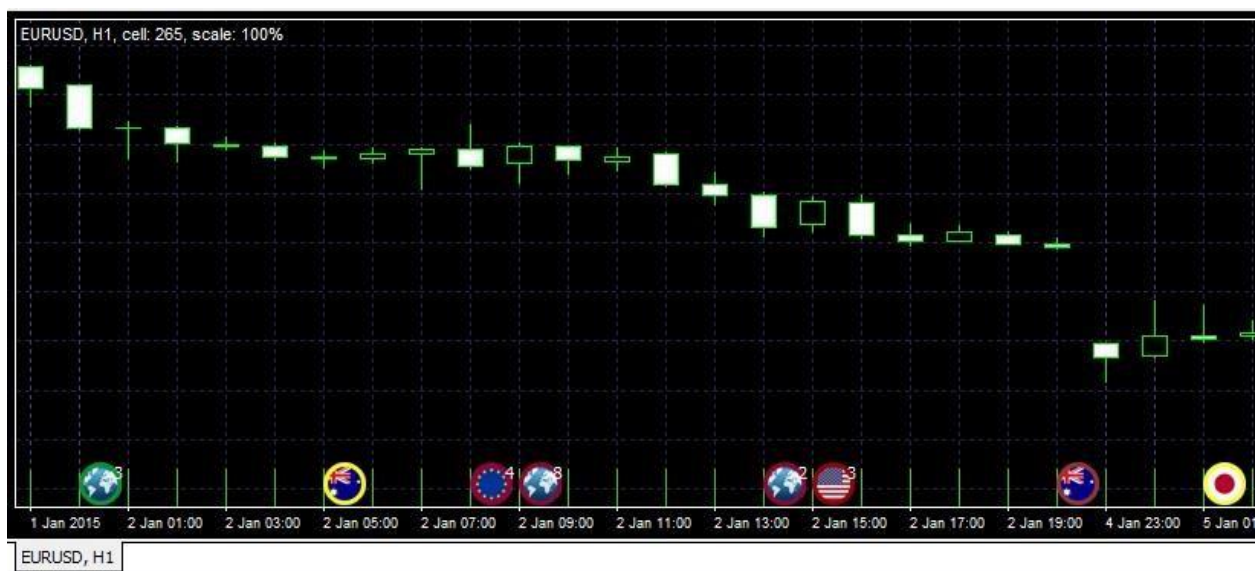 EURUSD, H1, cell: 265, scale: 100%
3
4
8
2
3
1 Jan 2015
2 Jan 01:00
2 Jan 03:00
2 Jan 05:00
2 Jan 07:00
2 Jan 09:00
2 Jan 11:00
2 Jan 13:00
2 Jan 15:00
2 Jan 17:00
2 Jan 19:00
4 Jan 23:00
5 Jan
EURUSD, H1